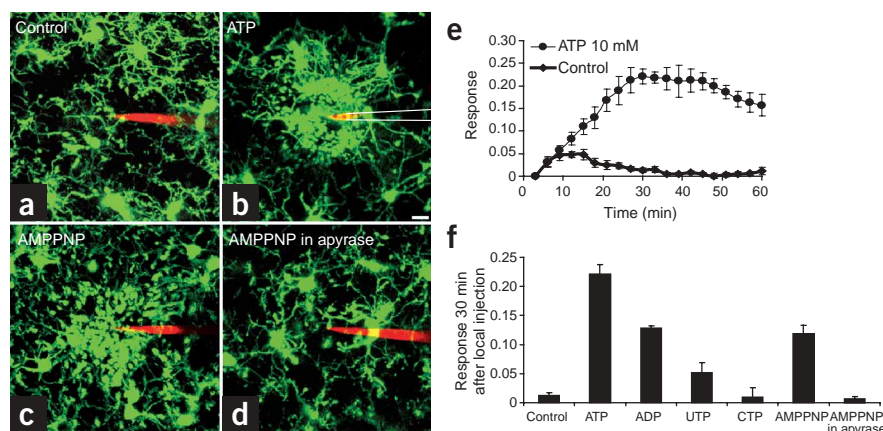 Control
a
ATP
b
AMPPNP
c
AMPPNP in apyrase
d
e
ATP 10 mM
Control
Response
0.30
0.25
0.20
0.15
0.10
0.05
0
0 10 20 30 40 50 60
Time (min)
f
Response 30 min
after local injection
0.25
0.20
0.15
0.10
0.05
0
Control ATP ADP UTP CTP AMPPNP AMPPNP
in apyrase